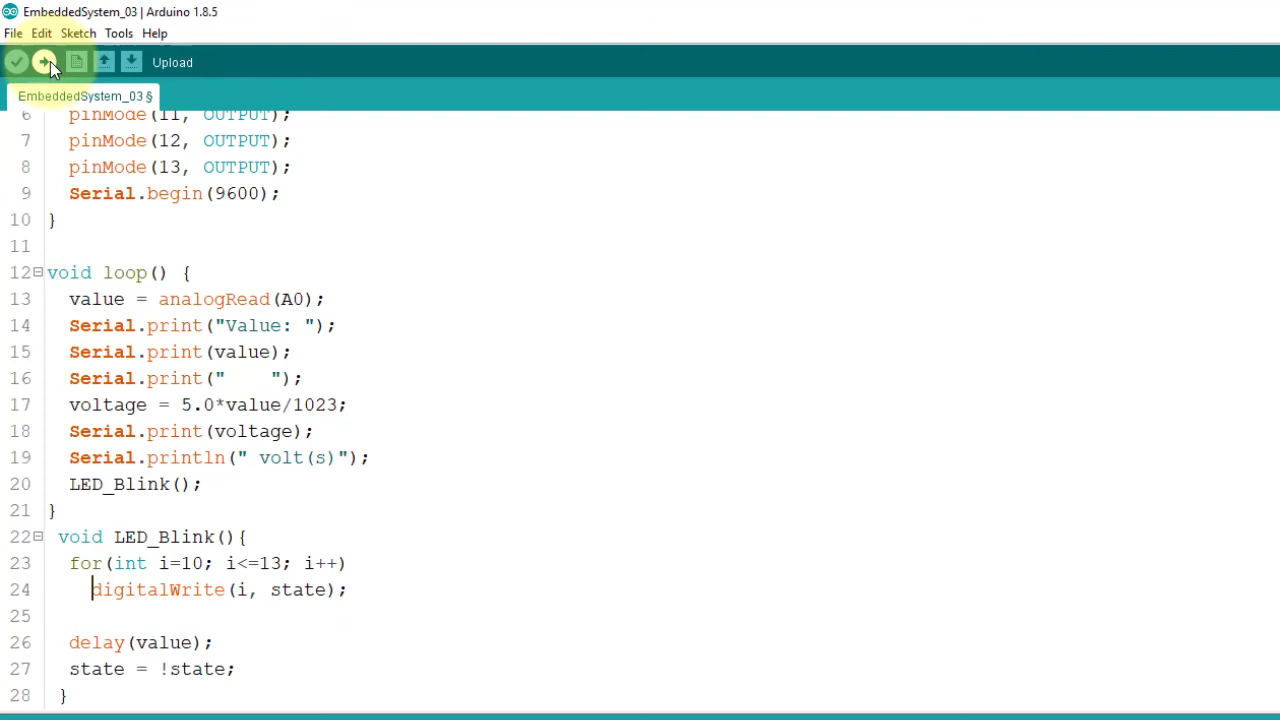 EmbeddedSystem_03 | Arduino 1.8.5
File Edit Sketch Tools Help
Upload
EmbeddedSystem_03 §
6 pinMode(11, OUTPUT);
7 pinMode(12, OUTPUT);
8 pinMode(13, OUTPUT);
9 Serial.begin(9600);
10 }
11
12 void loop() {
13 value = analogRead(A0);
14 Serial.print("Value: ");
15 Serial.print(value);
16 Serial.print("    ");
17 voltage = 5.0*value/1023;
18 Serial.print(voltage);
19 Serial.println(" volt(s)");
20 LED_Blink();
21 }
22 void LED_Blink(){
23 for(int i=10; i<=13; i++)
24 digitalWrite(i, state);
25
26 delay(value);
27 state = !state;
28 }